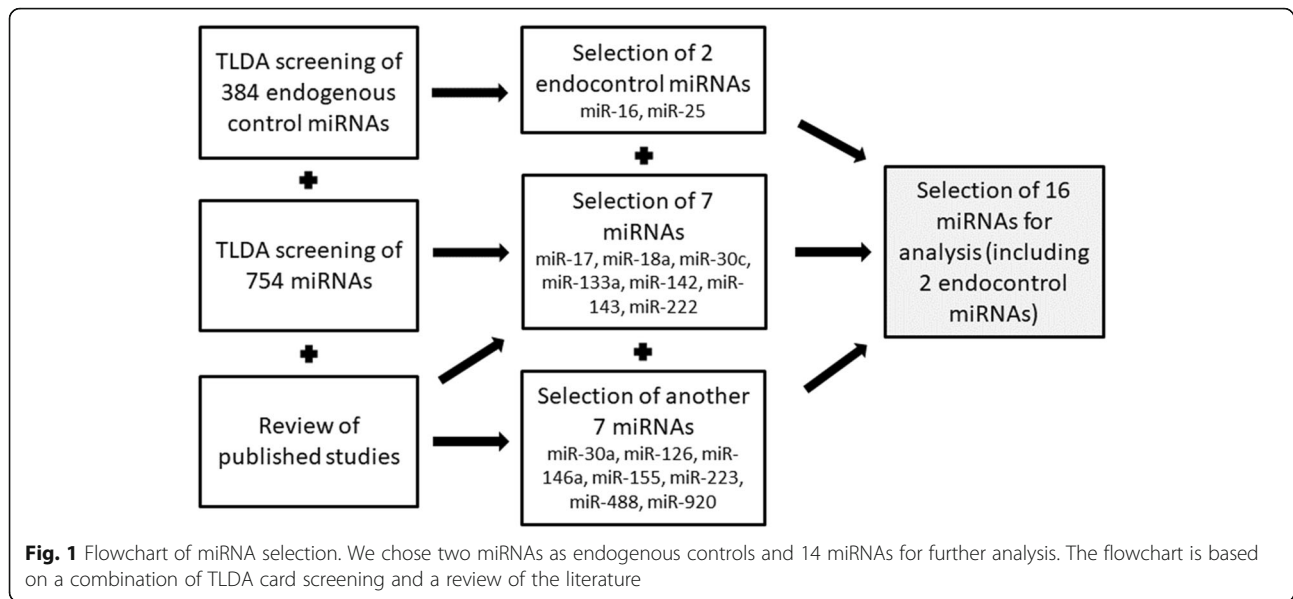 TLDA screening of
384 endogenous
control miRNAs
Selection of 2
endocontrol miRNAs
miR-16, miR-25
TLDA screening of
754 miRNAs
Selection of 7
miRNAs
miR-17, miR-18a, miR-30c,
miR-133a, miR-142, miR-
143, miR-222
Review of
published studies
Selection of another
7 miRNAs
miR-30a, miR-126, miR-
146a, miR-155, miR-223,
miR-488, miR-920
Selection of 16
miRNAs for
analysis (including
2 endocontrol
miRNAs)
Fig. 1 Flowchart of miRNA selection. We chose two miRNAs as endogenous controls and 14 miRNAs for further analysis. The flowchart is based
on a combination of TLDA card screening and a review of the literature